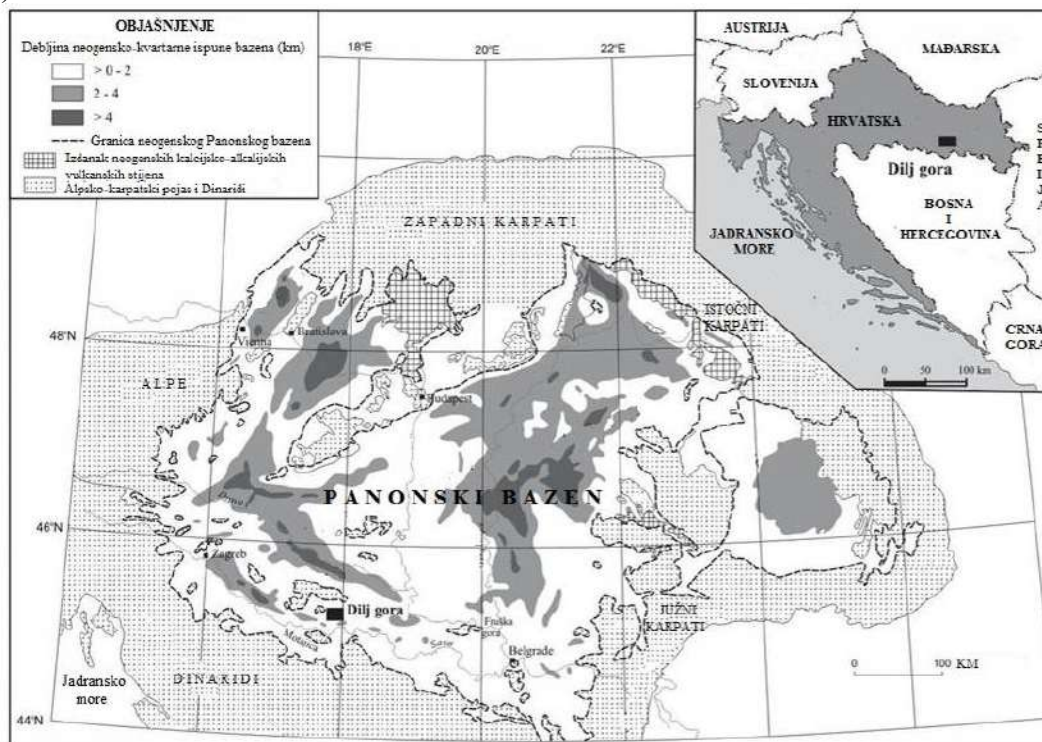 OBJAŠNJENJE
Debljina neogensko-kvartarne ispune bazena (km)
> 0 - 2
2 - 4
>4
Granica neogenskog Panonskog bazena
Izdanak neogenskih kalcijsko-alkalijskih
vulkanskih stijena
Alpsko-karpatski pojas i Dinaridi
18°E
20°E
22°E
AUSTRIJA
MAĐARSKA
SLOVENIJA
HRVATSKA
Dilj gora
BOSNA
I
HERCEGOVINA
JADRANSKO
MORE
CRNA
GORA
S
R
B
I
J
A
0 50 100 km
ZAPADNI KARPATI
ISTOČNI
KARPATI
48°N
Vienna
Bratislava
ALPE
Budapest
PANONSKI BAZEN
Drava
46°N
Zagreb
Dilj gora
Motajica
Sava
Fruška
gora
Belgrade
JUŽNI
KARPATI
DINARIDI
Jadransko
more
44°N
0 100 KM